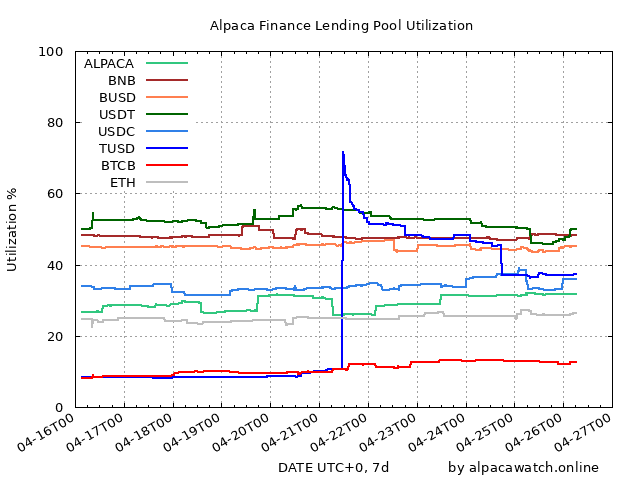 Alpaca Finance Lending Pool Utilization
Utilization %
100
80
60
40
20
0
ALPACA
BNB
BUSD
USDT
USDC
TUSD
BTCB
ETH
04-16T00
04-17T00
04-18T00
04-19T00
04-20T00
04-21T00
04-22T00
04-23T00
04-24T00
04-25T00
04-26T00
04-27T00
DATE UTC+0, 7d
by alpacawatch.online